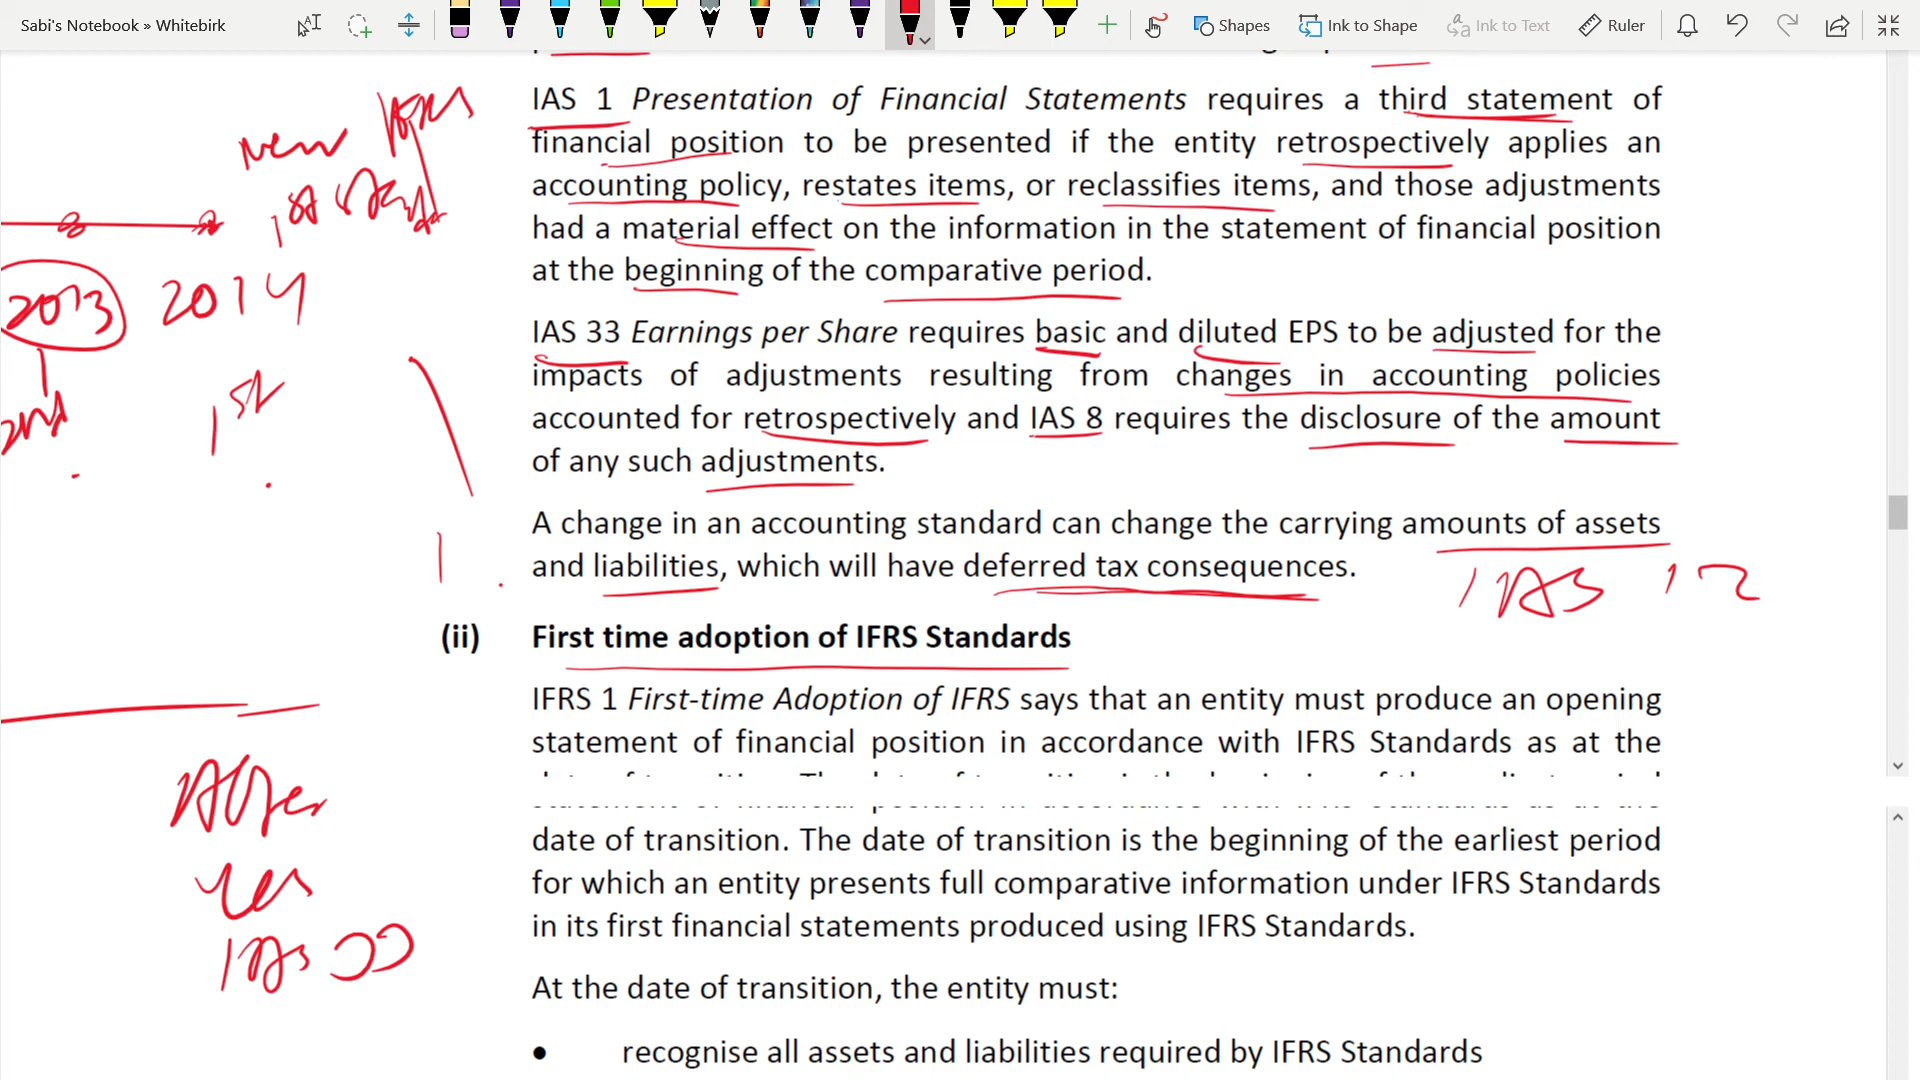 Sabi's Notebook » Whitebirk
Shapes
Ink to Shape
Ink to Text
Ruler
IAS 1 Presentation of Financial Statements requires a third statement of
financial position to be presented if the entity retrospectively applies an
accounting policy, restates items, or reclassifies items, and those adjustments
had a material effect on the information in the statement of financial position
at the beginning of the comparative period.
New
1st
2013 2014
2nd
1st
IAS 33 Earnings per Share requires basic and diluted EPS to be adjusted for the
impacts of adjustments resulting from changes in accounting policies
accounted for retrospectively and IAS 8 requires the disclosure of the amount
of any such adjustments.
A change in an accounting standard can change the carrying amounts of assets
and liabilities, which will have deferred tax consequences.
IAS 12
(ii) First time adoption of IFRS Standards
IFRS 1 First-time Adoption of IFRS says that an entity must produce an opening
statement of financial position in accordance with IFRS Standards as at the
date of transition. The date of transition is the beginning of the earliest period
for which an entity presents full comparative information under IFRS Standards
in its first financial statements produced using IFRS Standards.
IAS 33
At the date of transition, the entity must:
● recognise all assets and liabilities required by IFRS Standards